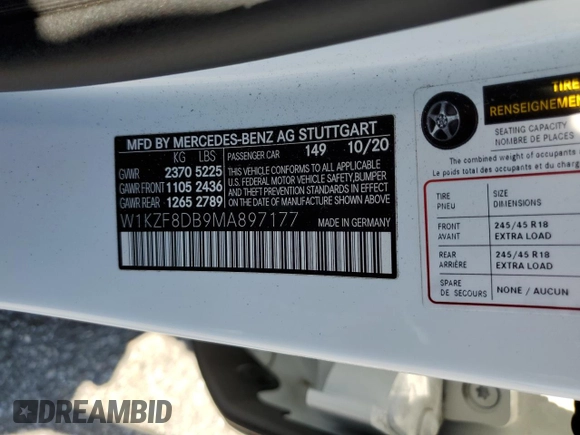 MFD BY MERCEDES-BENZ AG STUTTGART
KG LBS PASSENGER CAR 149 10/20
GVWR 2370 5225
GAWR FRONT 1105 2436
GAWR REAR 1265 2789
THIS VEHICLE CONFORMS TO ALL APPLICABLE
U.S. FEDERAL MOTOR VEHICLE SAFETY, BUMPER
AND THEFT PREVENTION STANDARDS IN EFFECT
ON THE DATE OF MANUFACTURE SHOWN ABOVE
W1KZF8DB9MA897177 MADE IN GERMANY
TIRE
RENSEIGNEMEN
SEATING CAPACITY
NOMBRE DE PLACES
The combined weight of occupants
TIRE
PNEU
SIZE
DIMENSIONS
FRONT
AVANT
245/45 R18
EXTRA LOAD
REAR
ARRIÈRE
245/45 R18
EXTRA LOAD
SPARE
DE SECOURS
NONE / AUCUN
DREAMBID